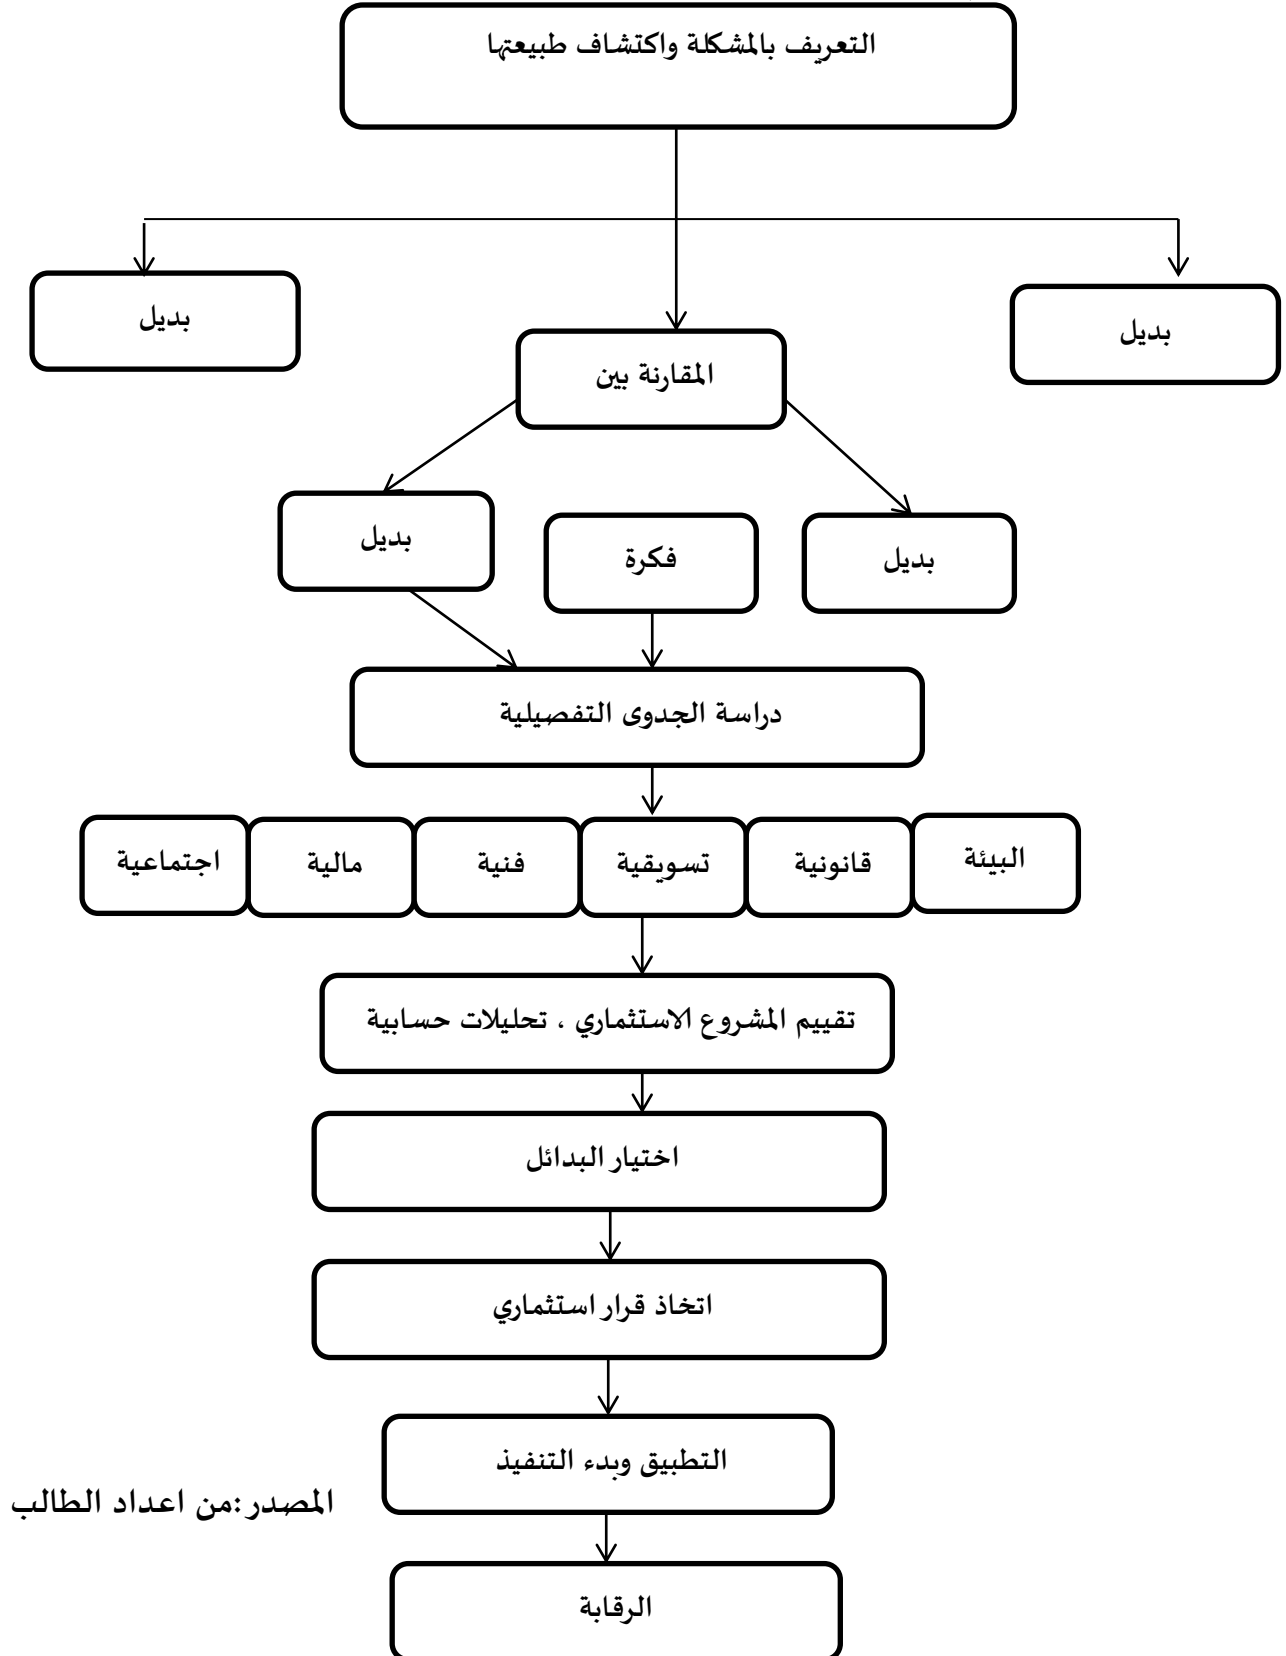 التعريف بالمشكلة واكتشاف طبيعتها
بديل
بديل
المقارنة بين
بديل
فكرة
بديل
دراسة الجدوى التفصيلية
البيئة
قانونية
تسويقية
فنية
مالية
اجتماعية
تقييم المشروع الاستثماري ، تحليلات حسابية
اختيار البدائل
اتخاذ قرار استثماري
التطبيق وبدء التنفيذ
المصدر :من اعداد الطالب
الرقابة